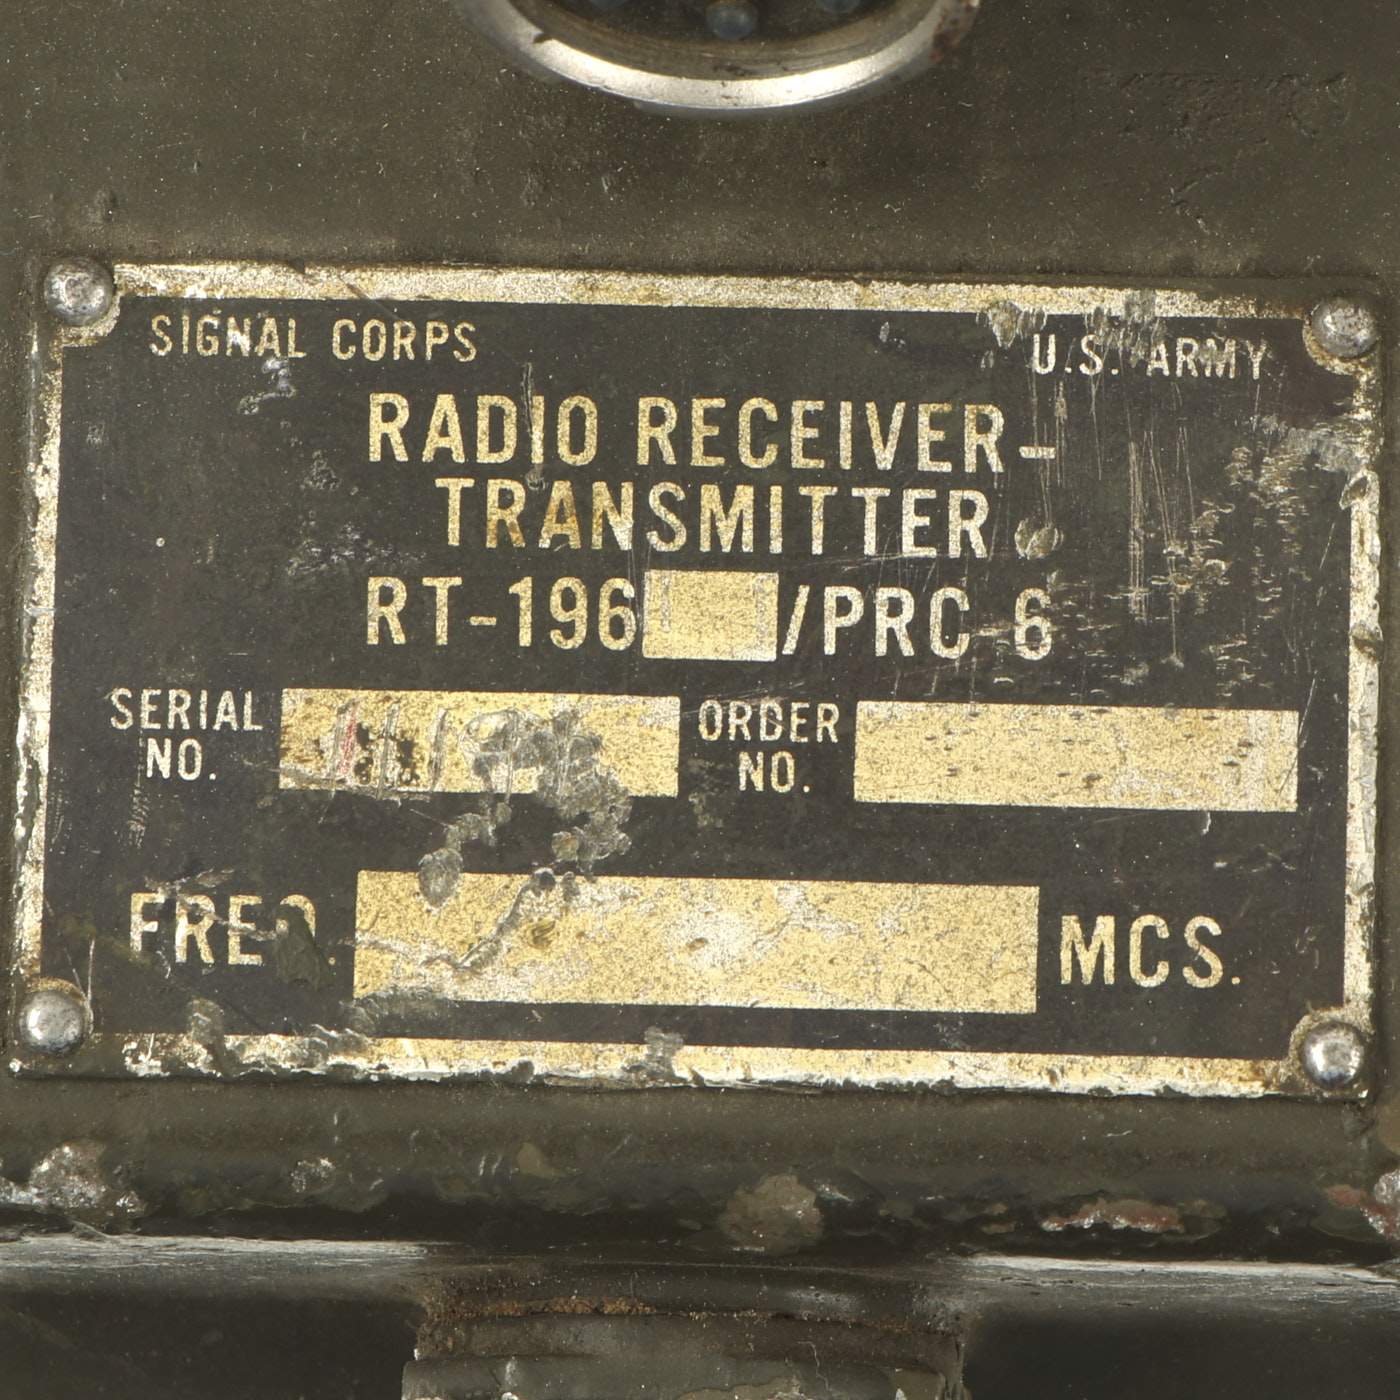 SIGNAL CORPS U.S. ARMY
RADIO RECEIVER-
TRANSMITTER
RT-196 /PRC 6
SERIAL NO. ORDER NO.
FREQ. MCS.